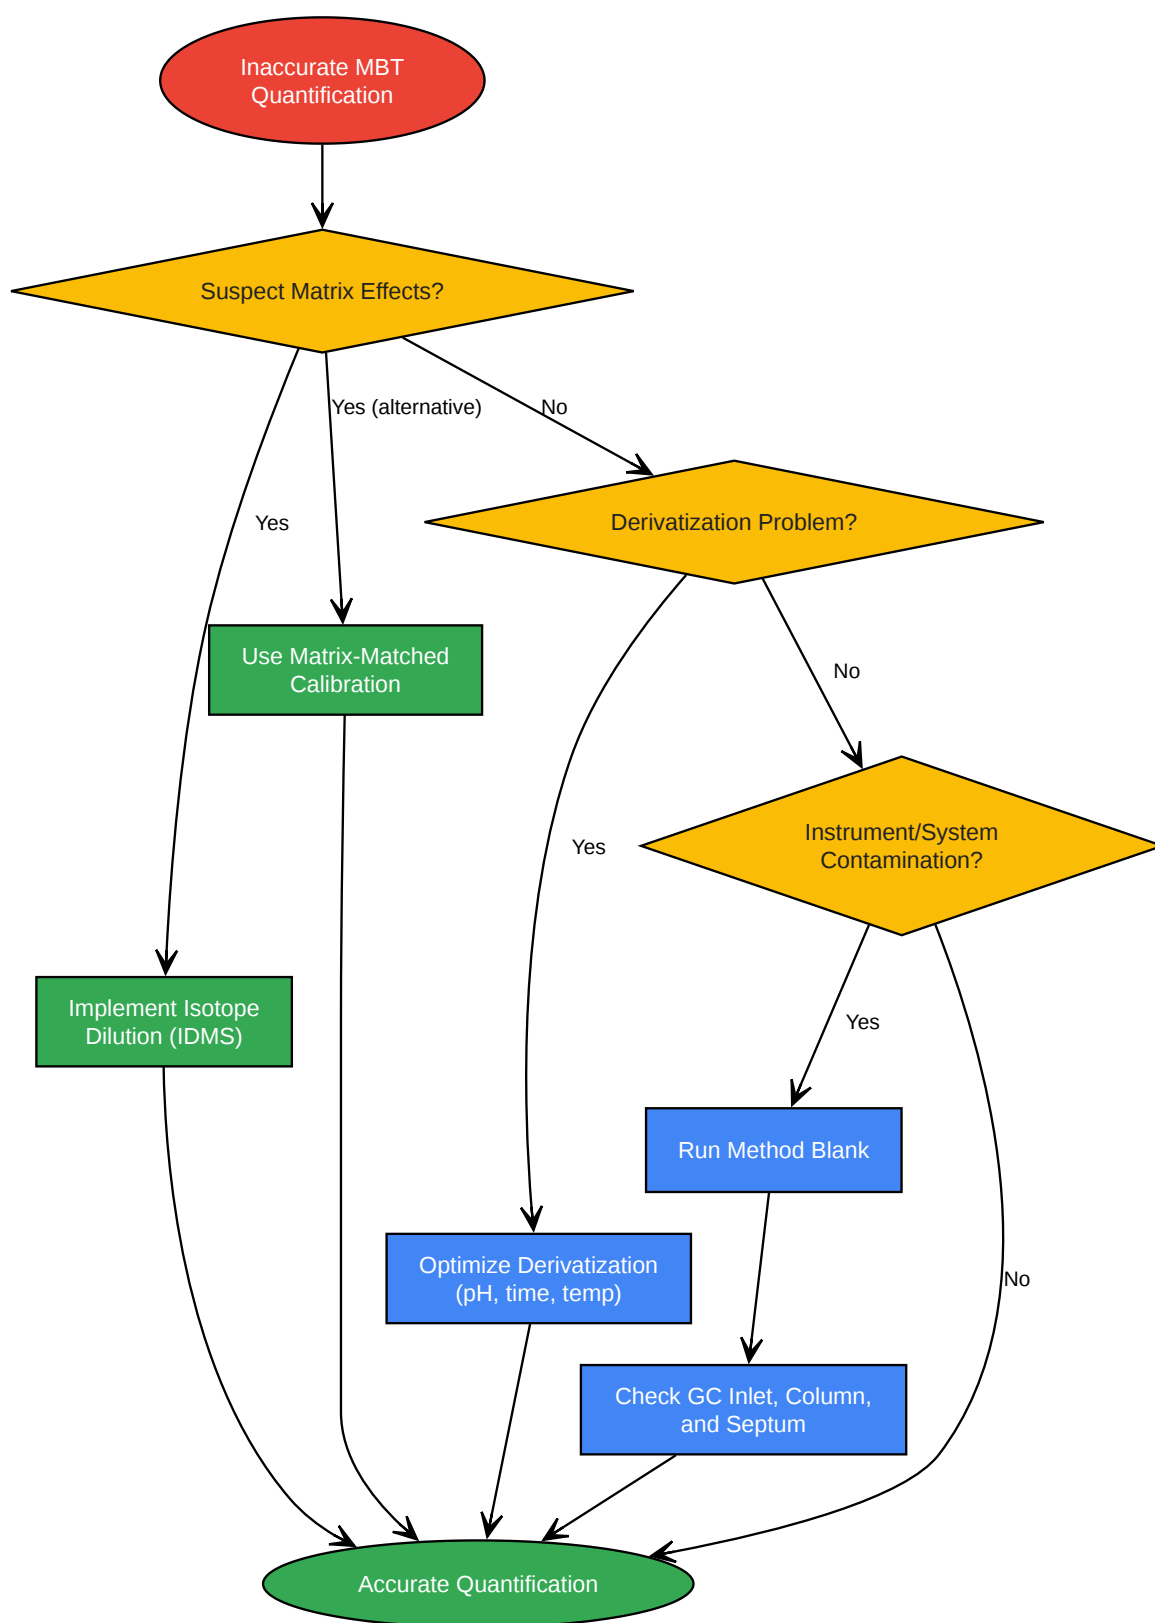 Inaccurate MBT
Quantification
Suspect Matrix Effects?
Yes (alternative)
No
Yes
Derivatization Problem?
Use Matrix-Matched
Calibration
No
Yes
Instrument/System
Contamination?
Implement Isotope
Dilution (IDMS)
Yes
Run Method Blank
Optimize Derivatization
(pH, time, temp)
No
Check GC Inlet, Column,
and Septum
Accurate Quantification